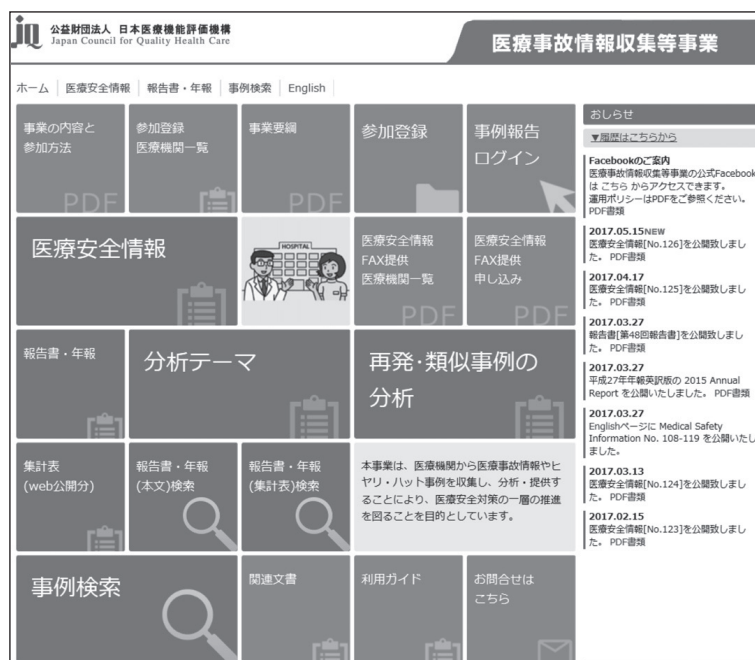 JQ
公益財団法人 日本医療機能評価機構
Japan Council for Quality Health Care
医療事故情報収集等事業
ホーム 医療安全情報 報告書・年報 事例検索 English
事業の内容と
参加方法
PDF
参加登録
医療機関一覧
事業要綱
PDF
参加登録
事例報告
ログイン
医療安全情報
HOSPITAL
医療安全情報
FAX提供
医療機関一覧
PDF
医療安全情報
FAX提供
申し込み
PDF
報告書・年報
分析テーマ
再発・類似事例の
分析
集計表
(web公開分)
報告書・年報
(本文)検索
報告書・年報
(集計表)検索
本事業は、医療機関から医療事故情報やヒ
ヤリ・ハット事例を収集し、分析・提供す
ることにより、医療安全対策の一層の推進
を図ることを目的としています。
事例検索
関連文書
利用ガイド
お問合せは
こちら
おしらせ
▼履歴はこちらから
Facebookのご案内
医療事故情報収集等事業の公式Facebook
は こちら からアクセスできます。
運用ポリシーはPDFをご参照ください。
PDF書類
2017.05.15NEW
医療安全情報[No.126]を公開致しまし
た。 PDF書類
2017.04.17
医療安全情報[No.125]を公開致しまし
た。 PDF書類
2017.03.27
報告書[第48回報告書]を公開致しまし
た。 PDF書類
2017.03.27
平成27年年報英訳版の 2015 Annual
Report を公開いたしました。 PDF書類
2017.03.27
Englishページに Medical Safety
Information No. 108-119 を公開いたし
ました。
2017.03.13
医療安全情報[No.124]を公開致しまし
た。 PDF書類
2017.02.15
医療安全情報[No.123]を公開致しまし
た。 PDF書類